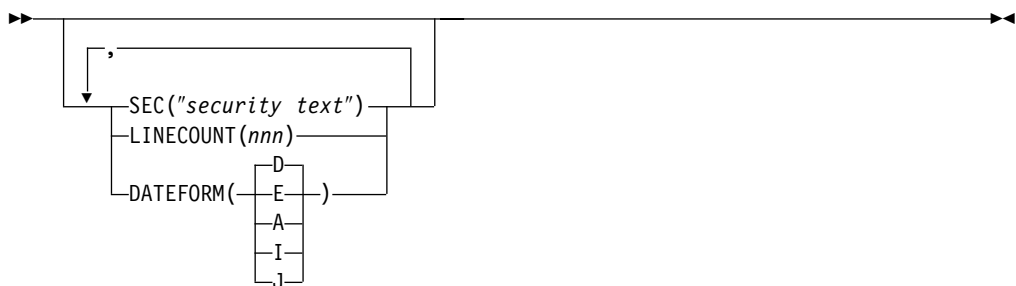 ,
SEC("security text")
LINECOUNT(nnn)
D
DATEFORM( E )
A
I
J